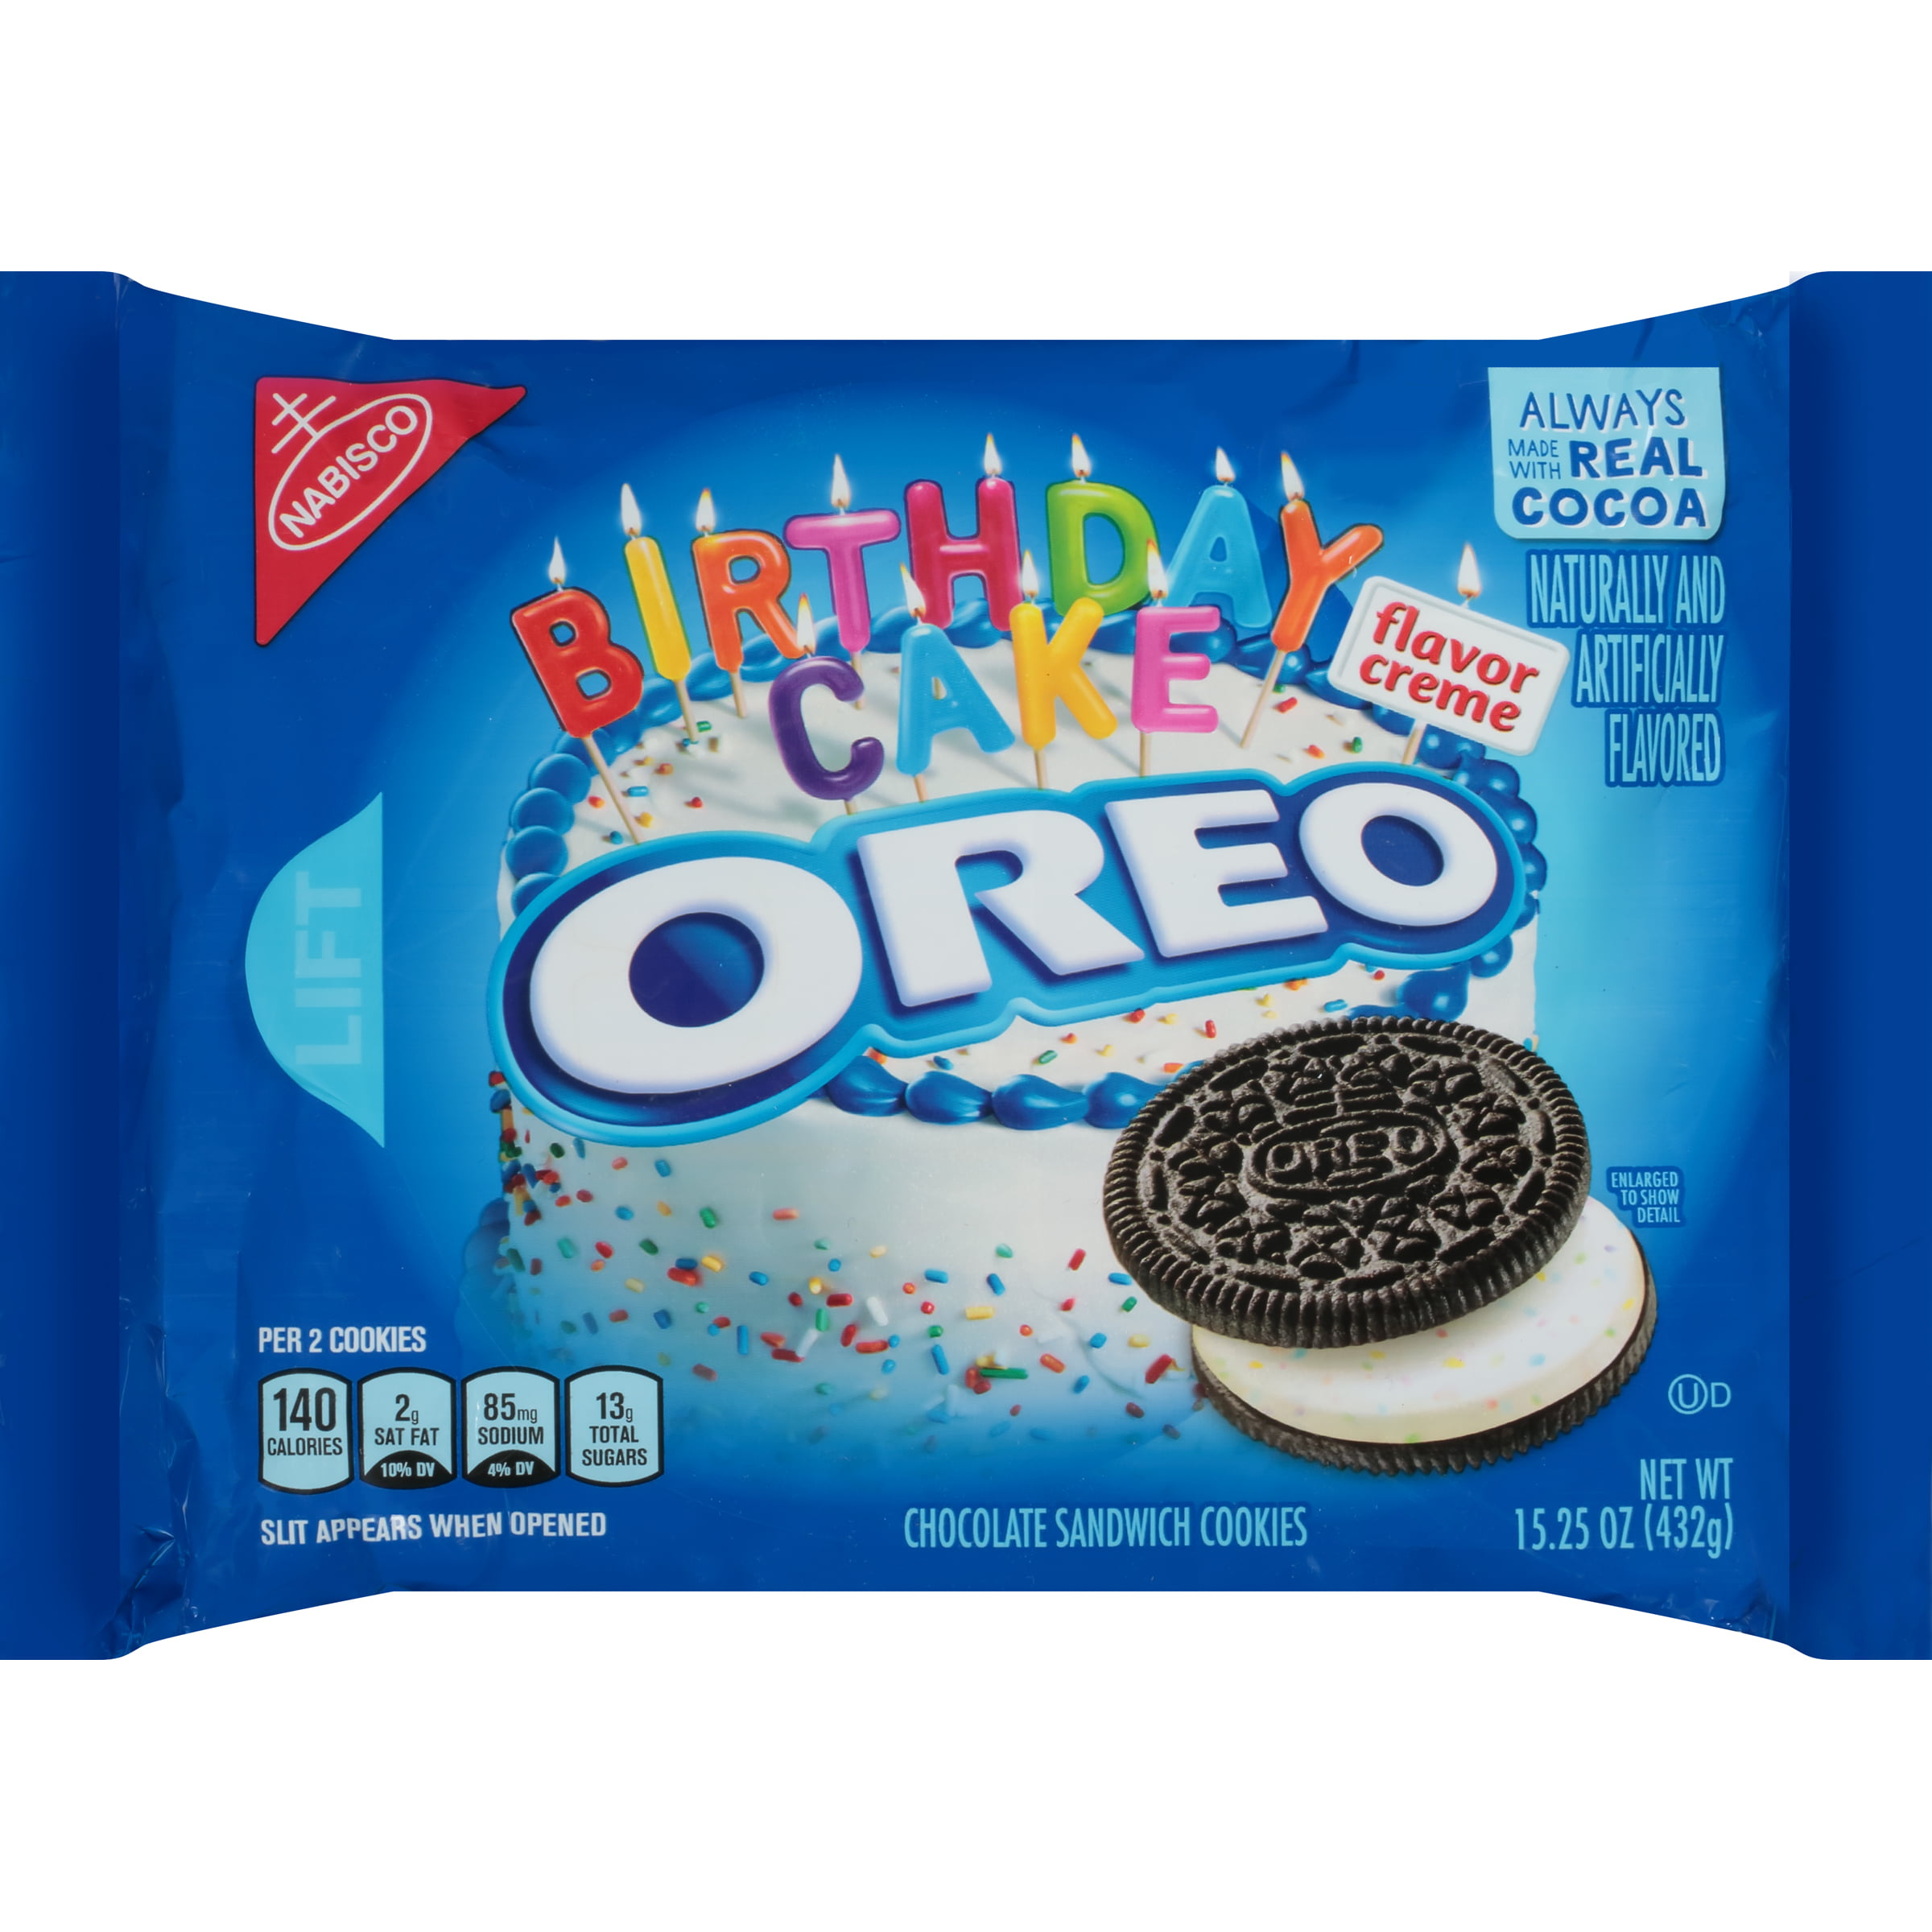 NABISCO
ALWAYS
MADE WITH REAL
COCOA
NATURALLY AND
ARTIFICIALLY
FLAVORED
BIRTHDAY
CAKE
flavor
creme
OREO
LIFT
OREO
ENLARGED
TO SHOW
DETAIL
PER 2 COOKIES
140
CALORIES
2g
SAT FAT
10% DV
85mg
SODIUM
4% DV
13g
TOTAL
SUGARS
SLIT APPEARS WHEN OPENED
CHOCOLATE SANDWICH COOKIES
U D
NET WT
15.25 OZ (432g)